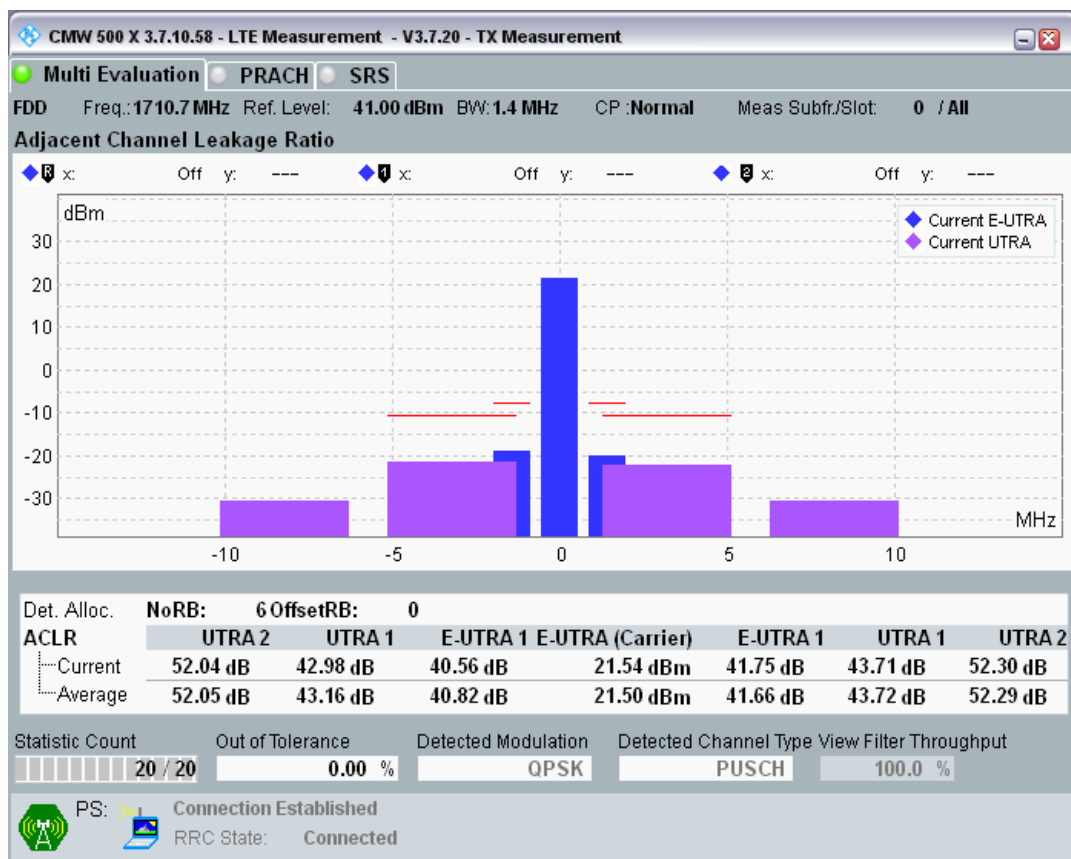 CMW 500 X 3.7.10.58 - LTE Measurement - V3.7.20 - TX Measurement
Multi Evaluation PRACH SRS
FDD Freq.: 1710.7 MHz Ref. Level: 41.00 dBm BW: 1.4 MHz CP : Normal Meas Subfr./Slot: 0 / All
Adjacent Channel Leakage Ratio
R x: Off y: --- 1 x: Off y: --- 2 x: Off y: ---
dBm
Current E-UTRA
Current UTRA
30
20
10
0
-10
-20
-30
MHz
-10 -5 0 5 10
Det. Alloc. NoRB: 6 OffsetRB: 0
ACLR UTRA 2 UTRA 1 E-UTRA 1 E-UTRA (Carrier) E-UTRA 1 UTRA 1 UTRA 2
Current 52.04 dB 42.98 dB 40.56 dB 21.54 dBm 41.75 dB 43.71 dB 52.30 dB
Average 52.05 dB 43.16 dB 40.82 dB 21.50 dBm 41.66 dB 43.72 dB 52.29 dB
Statistic Count Out of Tolerance Detected Modulation Detected Channel Type View Filter Throughput
20 / 20 0.00 % QPSK PUSCH 100.0 %
PS: Connection Established
RRC State: Connected